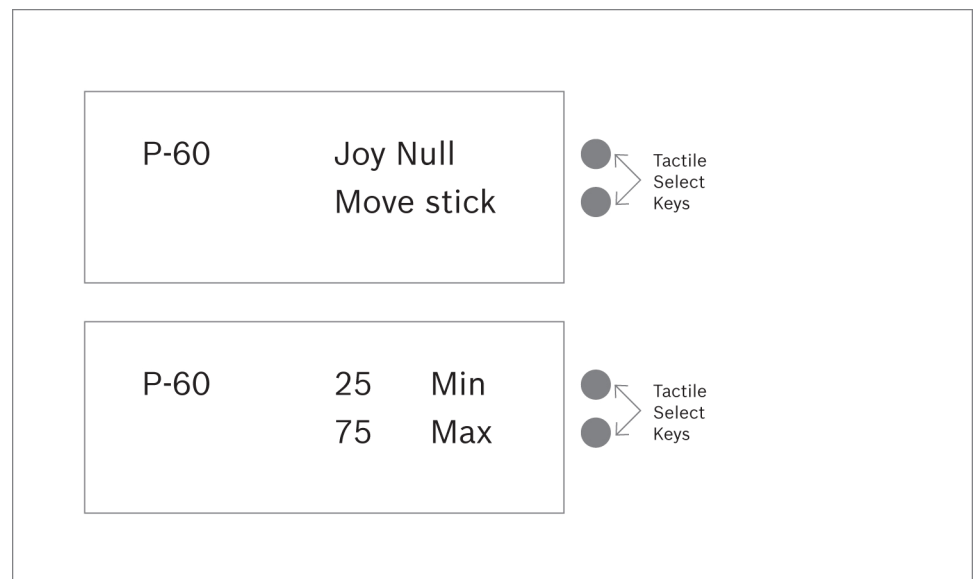 P-60 Joy Null
Move stick
Tactile
Select
Keys
P-60 25 Min
75 Max
Tactile
Select
Keys